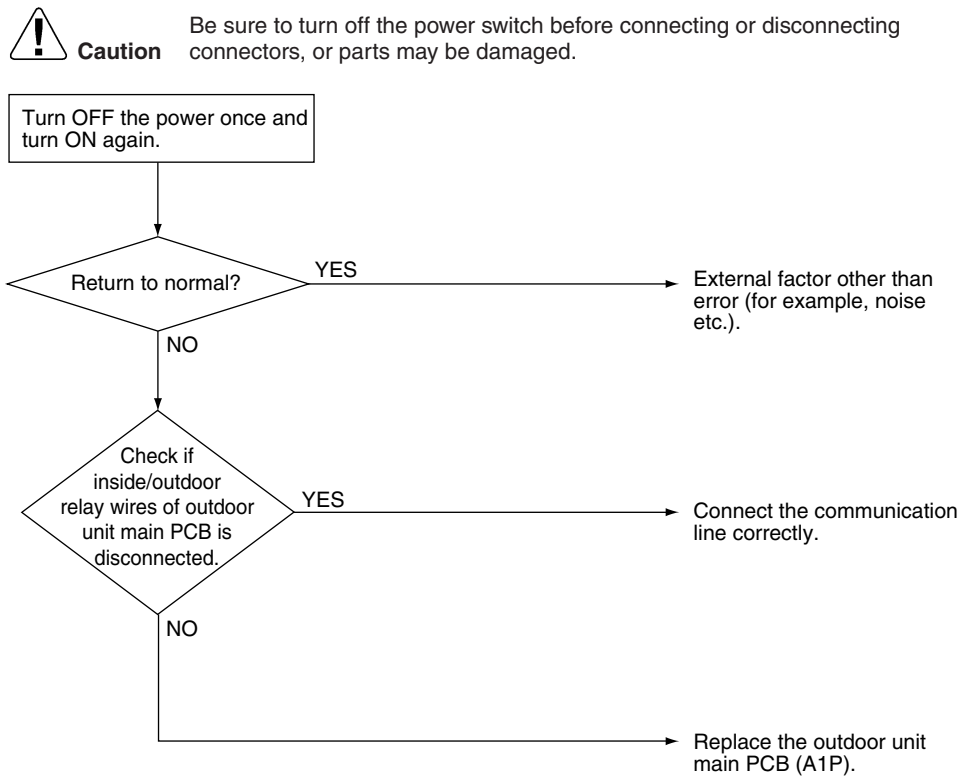 Be sure to turn off the power switch before connecting or disconnecting
Caution connectors, or parts may be damaged.
Turn OFF the power once and
turn ON again.
Return to normal?
YES
External factor other than
error (for example, noise
etc.).
NO
Check if
inside/outdoor
relay wires of outdoor
unit main PCB is
disconnected.
YES
Connect the communication
line correctly.
NO
Replace the outdoor unit
main PCB (A1P).